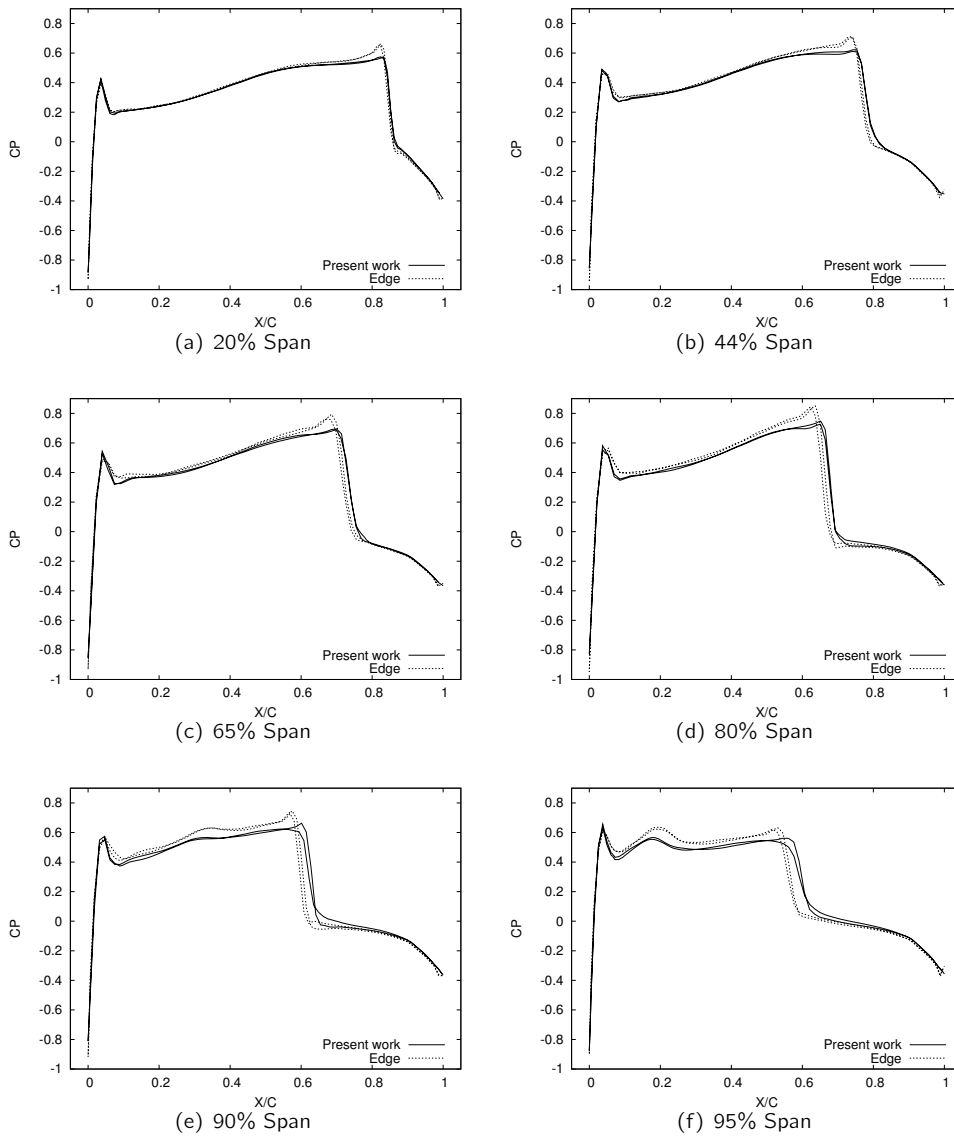 0.8
0.6
0.4
0.2
0
-0.2
-0.4
-0.6
-0.8
-1
CP
0 0.2 0.4 0.6 0.8 1
X/C
Present work
Edge
(a) 20% Span
0.8
0.6
0.4
0.2
0
-0.2
-0.4
-0.6
-0.8
-1
CP
0 0.2 0.4 0.6 0.8 1
X/C
Present work
Edge
(b) 44% Span
0.8
0.6
0.4
0.2
0
-0.2
-0.4
-0.6
-0.8
-1
CP
0 0.2 0.4 0.6 0.8 1
X/C
Present work
Edge
(c) 65% Span
0.8
0.6
0.4
0.2
0
-0.2
-0.4
-0.6
-0.8
-1
CP
0 0.2 0.4 0.6 0.8 1
X/C
Present work
Edge
(d) 80% Span
0.8
0.6
0.4
0.2
0
-0.2
-0.4
-0.6
-0.8
-1
CP
0 0.2 0.4 0.6 0.8 1
X/C
Present work
Edge
(e) 90% Span
0.8
0.6
0.4
0.2
0
-0.2
-0.4
-0.6
-0.8
-1
CP
0 0.2 0.4 0.6 0.8 1
X/C
Present work
Edge
(f) 95% Span